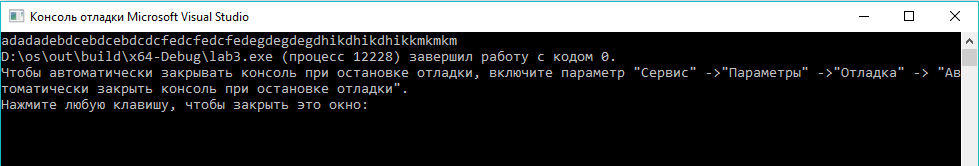 Консоль отладки Microsoft Visual Studio
adadadebdcebdcebdcdcfedcfedcfedegdegdegdhikdhikdhikkmkmkm
D:\os\out\build\x64-Debug\lab3.exe (процесс 12228) завершил работу с кодом 0.
Чтобы автоматически закрывать консоль при остановке отладки, включите параметр "Сервис" ->"Параметры" ->"Отладка" -> "Ав
томатически закрыть консоль при остановке отладки".
Нажмите любую клавишу, чтобы закрыть это окно: